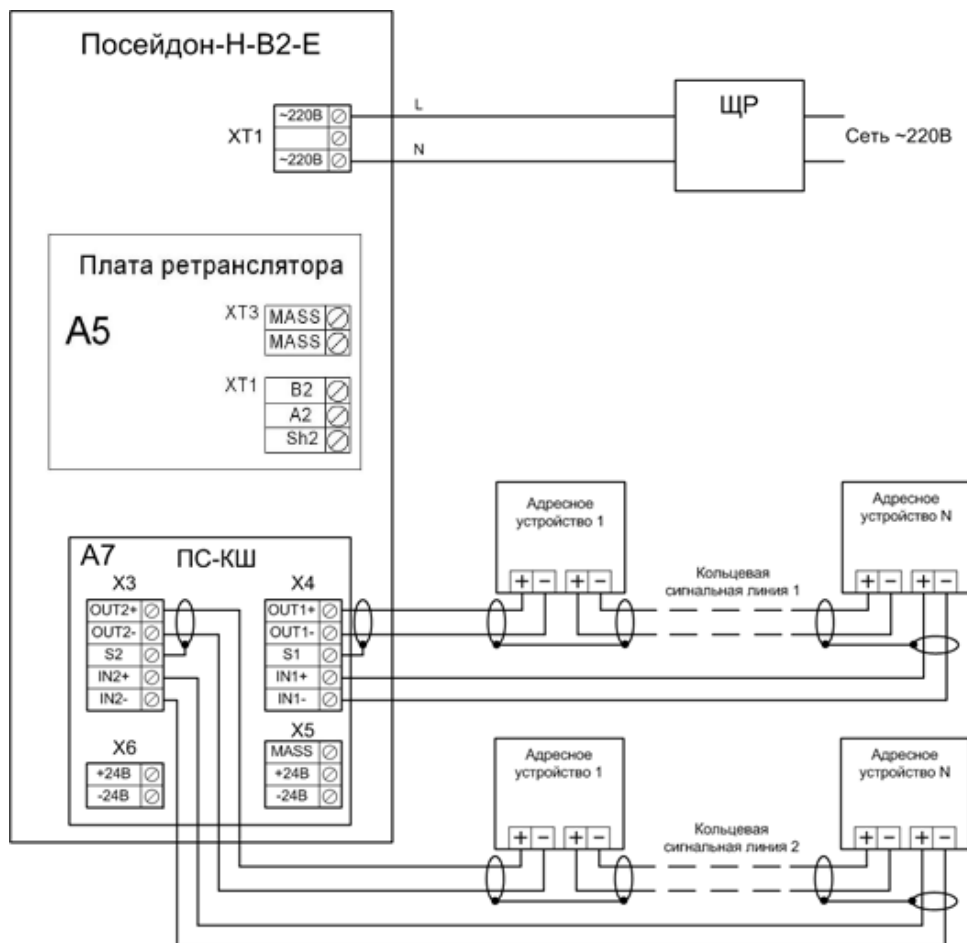 Посейдон-Н-В2-Е
XT1
~220В
~220В
L
N
ЩР
Сеть ~220В
Плата ретранслятора
A5
XT3
MASS
MASS
XT1
B2
A2
Sh2
A7
ПС-КШ
X3
OUT2+
OUT2-
S2
IN2+
IN2-
X4
OUT1+
OUT1-
S1
IN1+
IN1-
X6
+24В
-24В
X5
MASS
+24В
-24В
Адресное
устройство 1
+ − + −
Кольцевая
сигнальная линия 1
Адресное
устройство N
+ − + −
Адресное
устройство 1
+ − + −
Кольцевая
сигнальная линия 2
Адресное
устройство N
+ − + −